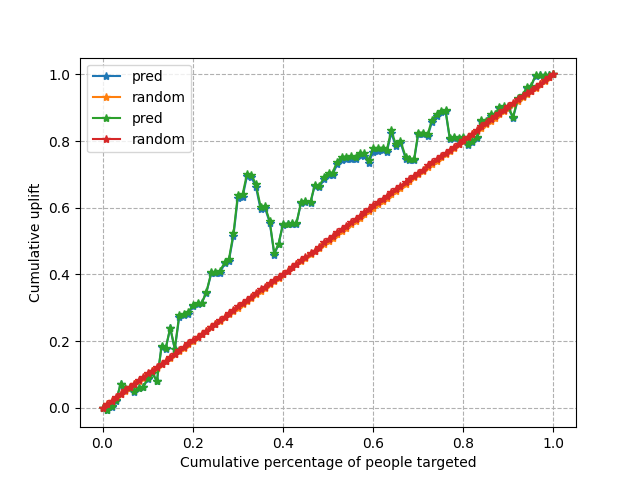 pred
random
pred
random
1.0
0.8
0.6
0.4
0.2
0.0
Cumulative uplift
0.0 0.2 0.4 0.6 0.8 1.0
Cumulative percentage of people targeted